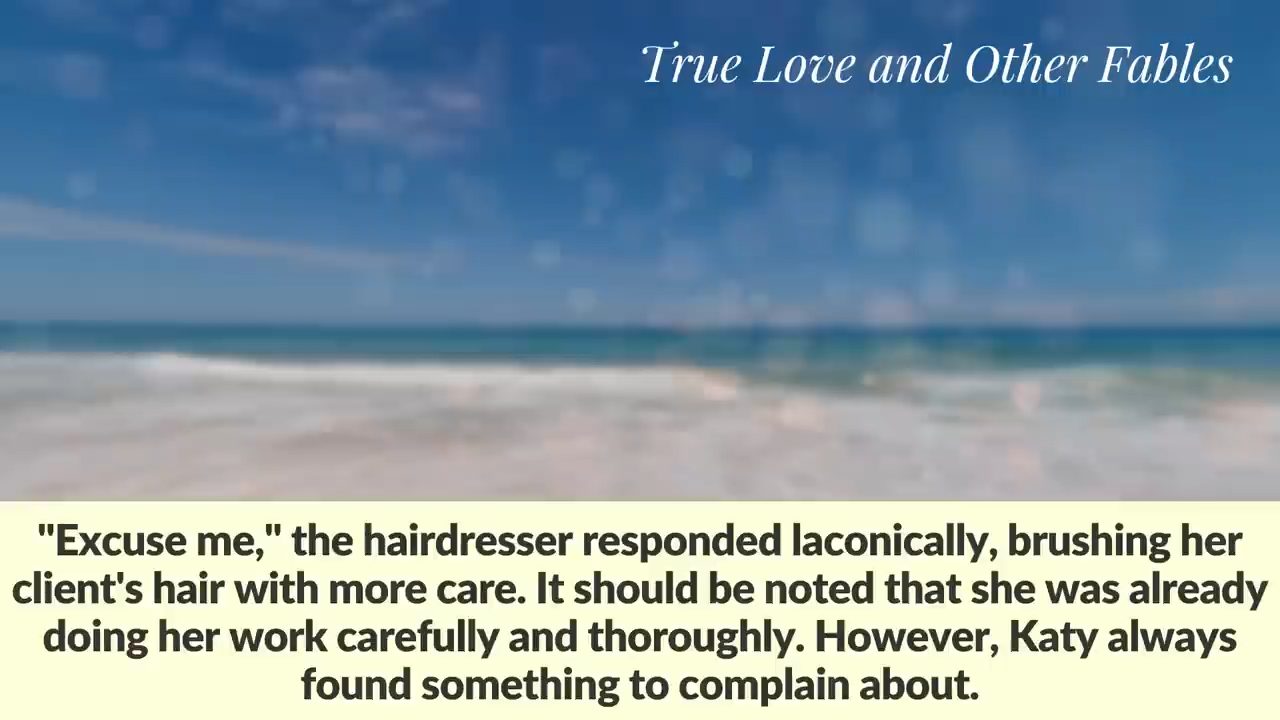 True Love and Other Fables
"Excuse me," the hairdresser responded laconically, brushing her
client's hair with more care. It should be noted that she was already
doing her work carefully and thoroughly. However, Katy always
found something to complain about.